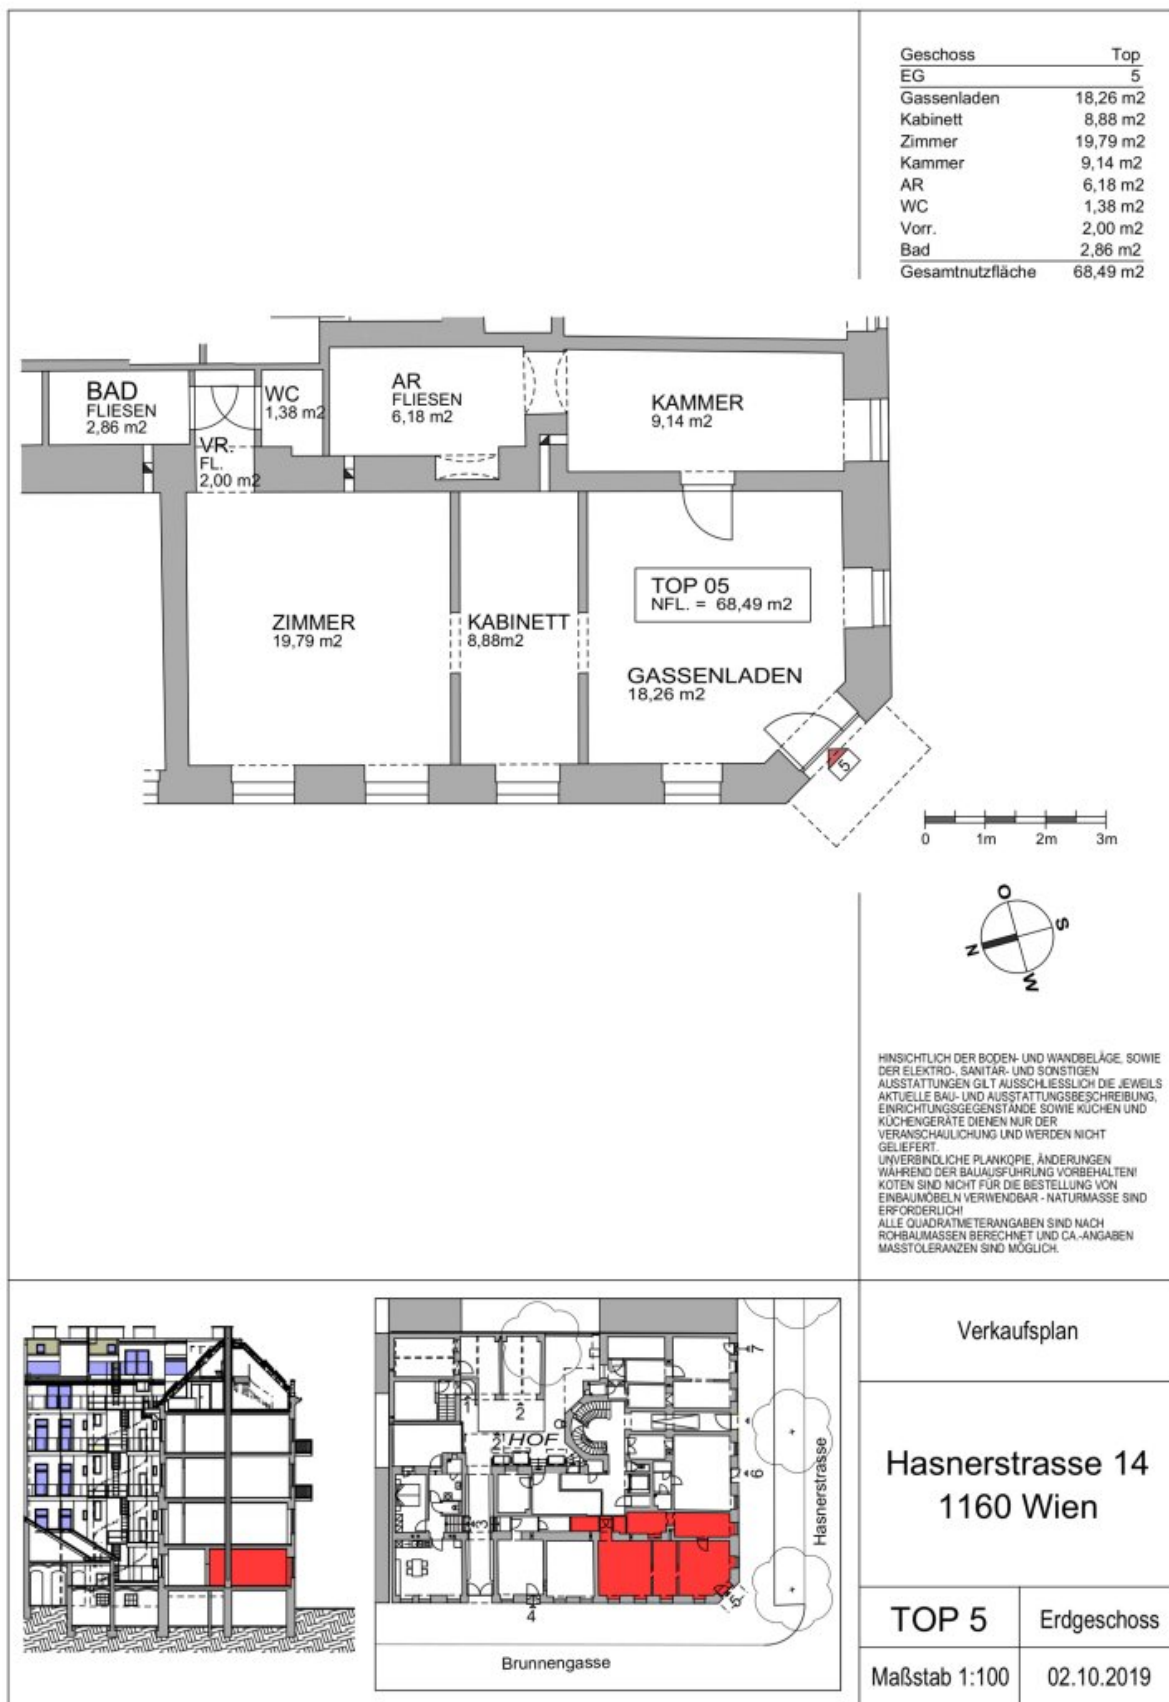 Geschoss Top
EG 5
Gassenladen 18,26 m2
Kabinett 8,88 m2
Zimmer 19,79 m2
Kammer 9,14 m2
AR 6,18 m2
WC 1,38 m2
Vorr. 2,00 m2
Bad 2,86 m2
Gesamtnutzfläche 68,49 m2
BAD
FLIESEN
2,86 m2
WC
1,38 m2
VR.
FL.
2,00 m2
AR
FLIESEN
6,18 m2
KAMMER
9,14 m2
ZIMMER
19,79 m2
KABINETT
8,88m2
TOP 05
NFL. = 68,49 m2
GASSENLADEN
18,26 m2
5
0 1m 2m 3m
O
S
N
W
HINSICHTLICH DER BODEN- UND WANDBELÄGE, SOWIE
DER ELEKTRO-, SANITÄR- UND SONSTIGEN
AUSSTATTUNGEN GILT AUSSCHLIESSLICH DIE JEWEILS
AKTUELLE BAU- UND AUSSTATTUNGSBESCHREIBUNG,
EINRICHTUNGSGEGENSTÄNDE SOWIE KÜCHEN UND
KÜCHENGERÄTE DIENEN NUR DER
VERANSCHAULICHUNG UND WERDEN NICHT
GELIEFERT.
UNVERBINDLICHE PLANKOPIE, ÄNDERUNGEN
WÄHREND DER BAUAUSFÜHRUNG VORBEHALTEN!
KOTEN SIND NICHT FÜR DIE BESTELLUNG VON
EINBAUMÖBELN VERWENDBAR - NATURMASSE SIND
ERFORDERLICH!
ALLE QUADRATMETERANGABEN SIND NACH
ROHBAUMASSEN BERECHNET UND CA.-ANGABEN
MASSTOLERANZEN SIND MÖGLICH.
7
1
2
2
HOF
6
3
4
5
Hasnerstrasse
Brunnengasse
Verkaufsplan
Hasnerstrasse 14
1160 Wien
TOP 5 Erdgeschoss
Maßstab 1:100 02.10.2019